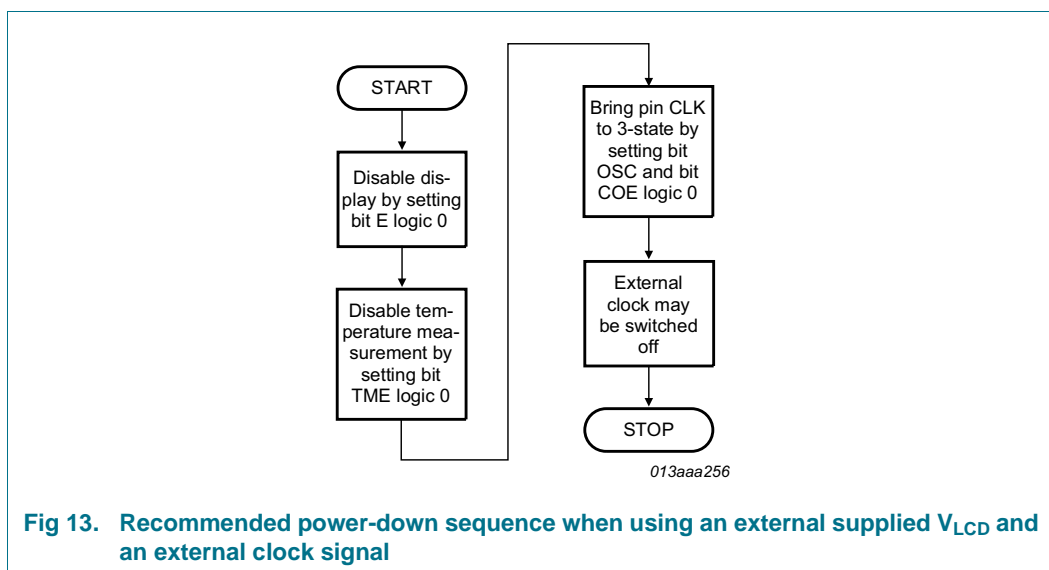 START
Disable dis-
play by setting
bit E logic 0
Disable tem-
perature mea-
surement by
setting bit
TME logic 0
Bring pin CLK
to 3-state by
setting bit
OSC and bit
COE logic 0
External
clock may
be switched
off
STOP
013aaa256
Fig 13. Recommended power-down sequence when using an external supplied VLCD and
an external clock signal